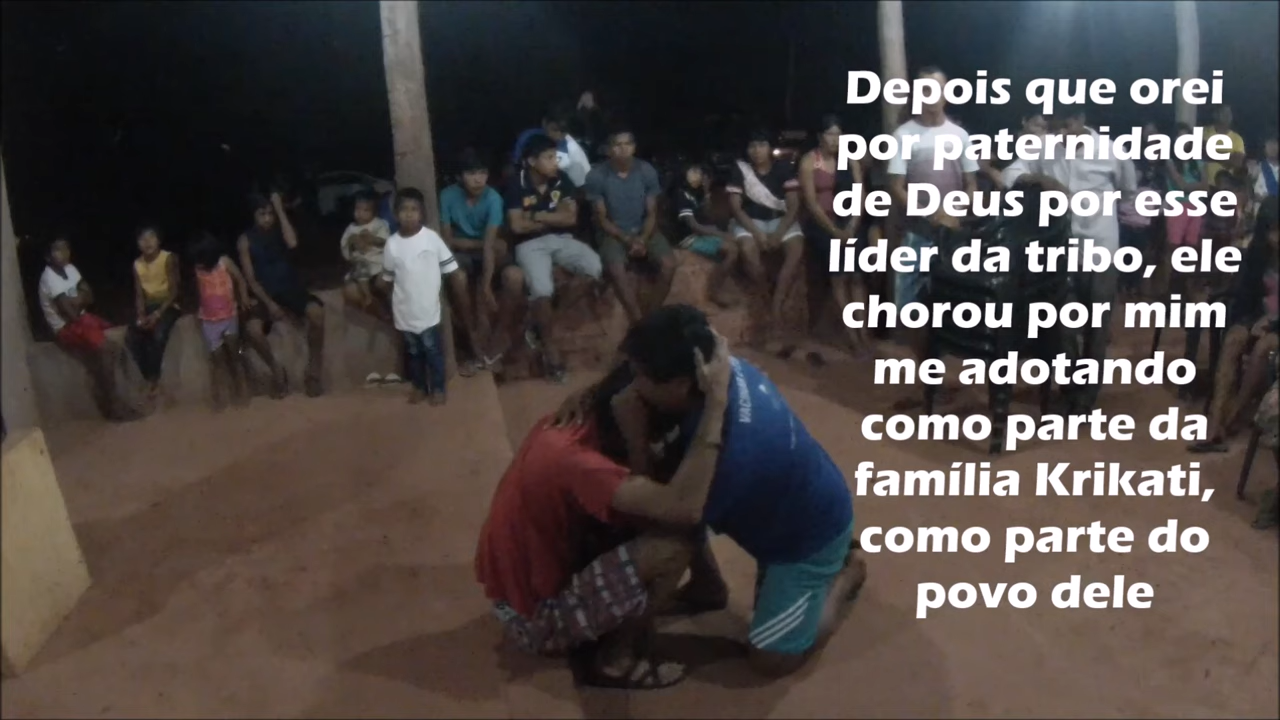 Depois que orei
por paternidade
de Deus por esse
líder da tribo, ele
chorou por mim
me adotando
como parte da
família Krikati,
como parte do
povo dele